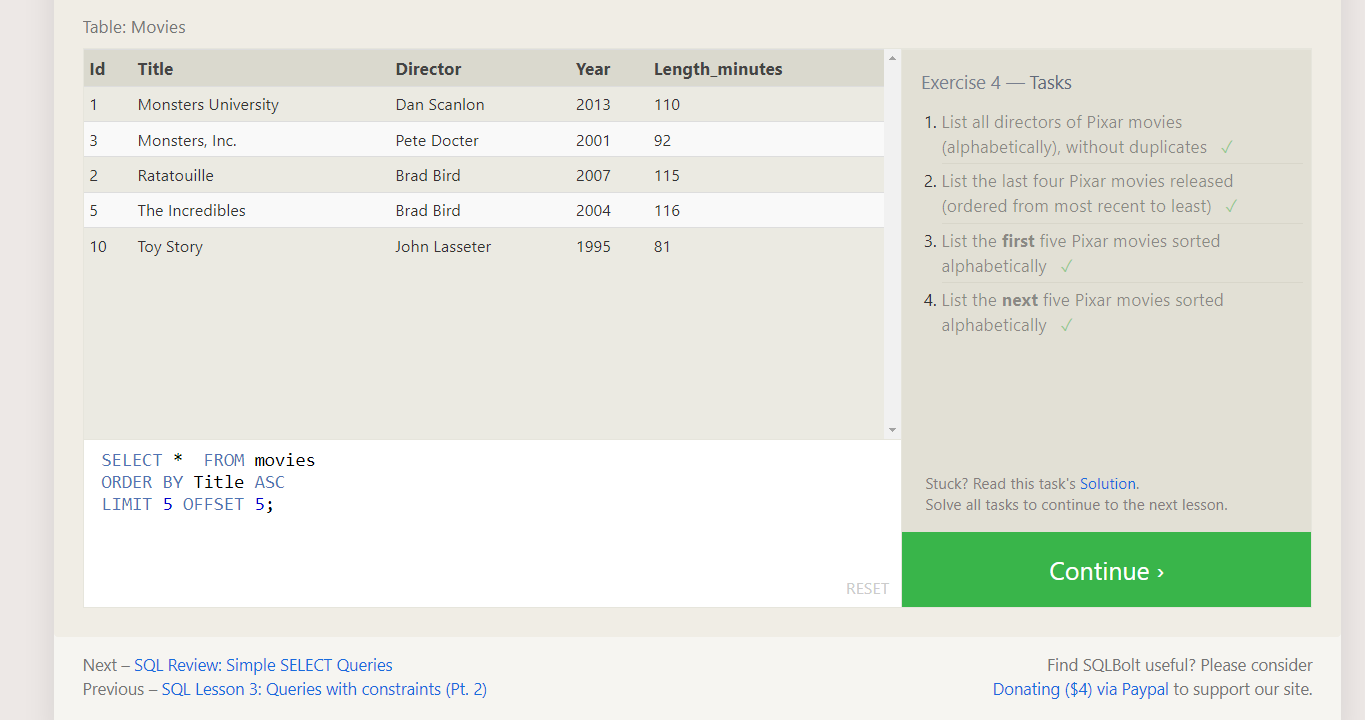 Table: Movies
Id Title Director Year Length_minutes
1 Monsters University Dan Scanlon 2013 110
3 Monsters, Inc. Pete Docter 2001 92
2 Ratatouille Brad Bird 2007 115
5 The Incredibles Brad Bird 2004 116
10 Toy Story John Lasseter 1995 81
SELECT *  FROM movies
ORDER BY Title ASC
LIMIT 5 OFFSET 5;
RESET
Exercise 4 — Tasks
1. List all directors of Pixar movies
(alphabetically), without duplicates ✓
2. List the last four Pixar movies released
(ordered from most recent to least) ✓
3. List the first five Pixar movies sorted
alphabetically ✓
4. List the next five Pixar movies sorted
alphabetically ✓
Stuck? Read this task's Solution.
Solve all tasks to continue to the next lesson.
Continue ›
Next – SQL Review: Simple SELECT Queries
Previous – SQL Lesson 3: Queries with constraints (Pt. 2)
Find SQLBolt useful? Please consider
Donating ($4) via Paypal to support our site.